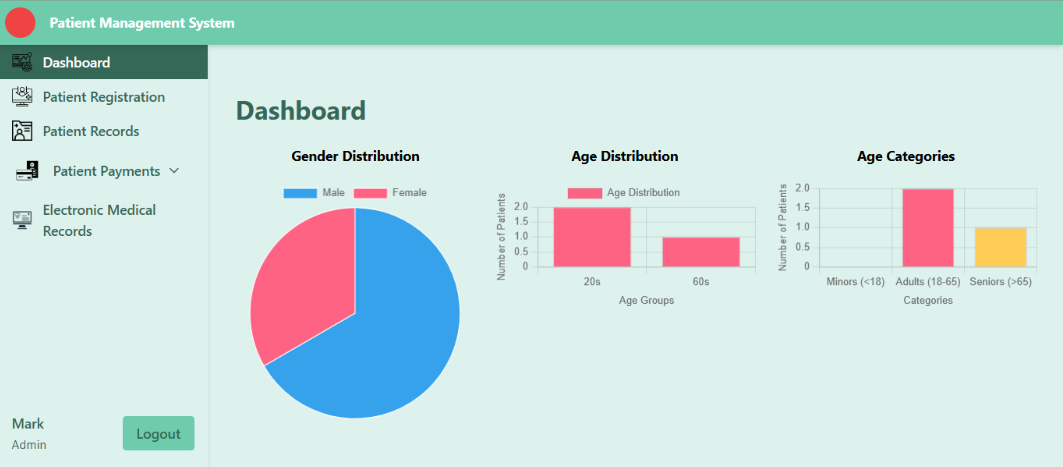 Patient Management System
Dashboard
Patient Registration
Patient Records
Patient Payments
Electronic Medical
Records
Mark
Admin
Logout
Dashboard
Gender Distribution
Male Female
Age Distribution
Age Distribution
Number of Patients
2.0
1.5
1.0
0.5
0
20s 60s
Age Groups
Age Categories
Number of Patients
2.0
1.5
1.0
0.5
0
Minors (<18) Adults (18-65) Seniors (>65)
Categories